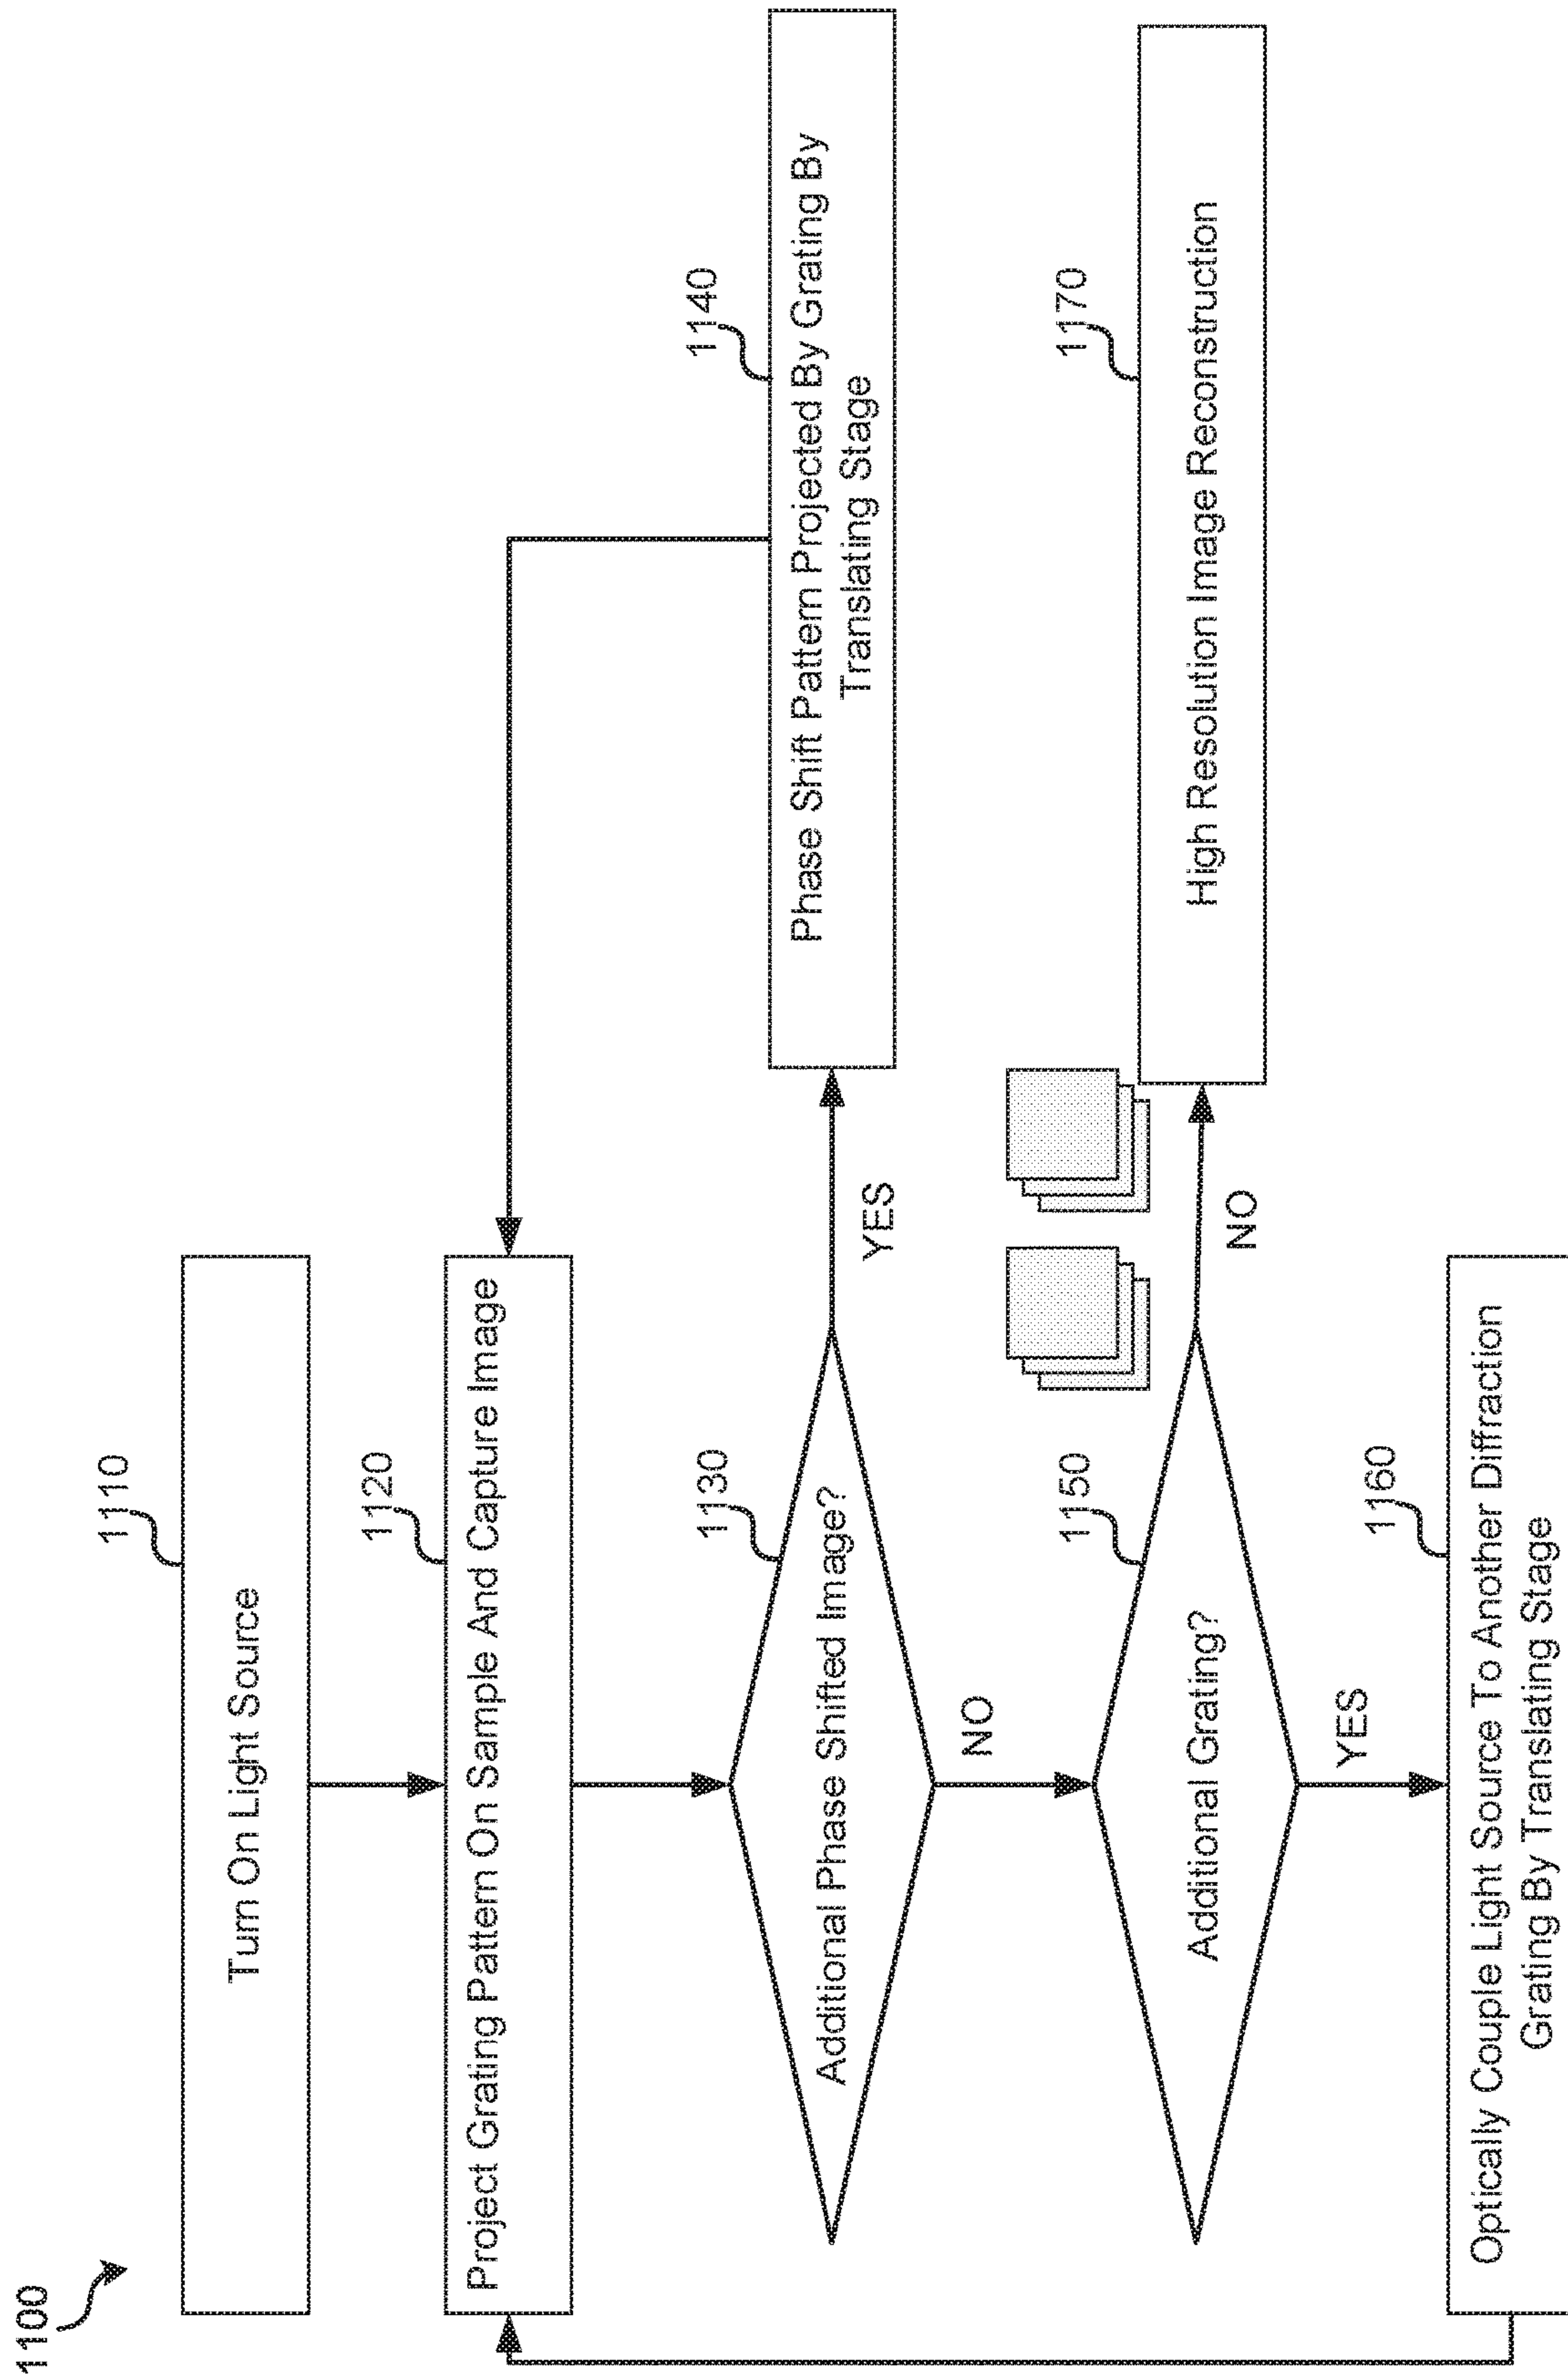 1100
1110
Turn On Light Source
1120
Project Grating Pattern On Sample And Capture Image
1130
Additional Phase Shifted Image?
YES
1140
Phase Shift Pattern Projected By Grating By
Translating Stage
NO
1150
Additional Grating?
NO
1170
High Resolution Image Reconstruction
YES
1160
Optically Couple Light Source To Another Diffraction
Grating By Translating Stage